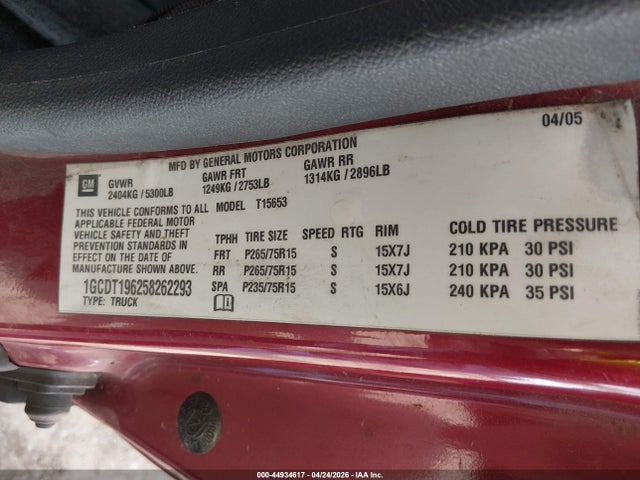 04/05
MFD BY GENERAL MOTORS CORPORATION
GM
GVWR GAWR FRT GAWR RR
2404KG / 5300LB 1249KG / 2753LB 1314KG / 2896LB
THIS VEHICLE CONFORMS TO ALL MODEL T15653
APPLICABLE FEDERAL MOTOR
VEHICLE SAFETY AND THEFT
PREVENTION STANDARDS IN
EFFECT ON THE DATE OF
MANUFACTURE SHOWN ABOVE.
1GCDT196258262293
TYPE: TRUCK
TPHH TIRE SIZE SPEED RTG RIM COLD TIRE PRESSURE
FRT P265/75R15 S 15X7J 210 KPA 30 PSI
RR P265/75R15 S 15X7J 210 KPA 30 PSI
SPA P235/75R15 S 15X6J 240 KPA 35 PSI
000-44934617 - 04/24/2026 - IAA Inc.